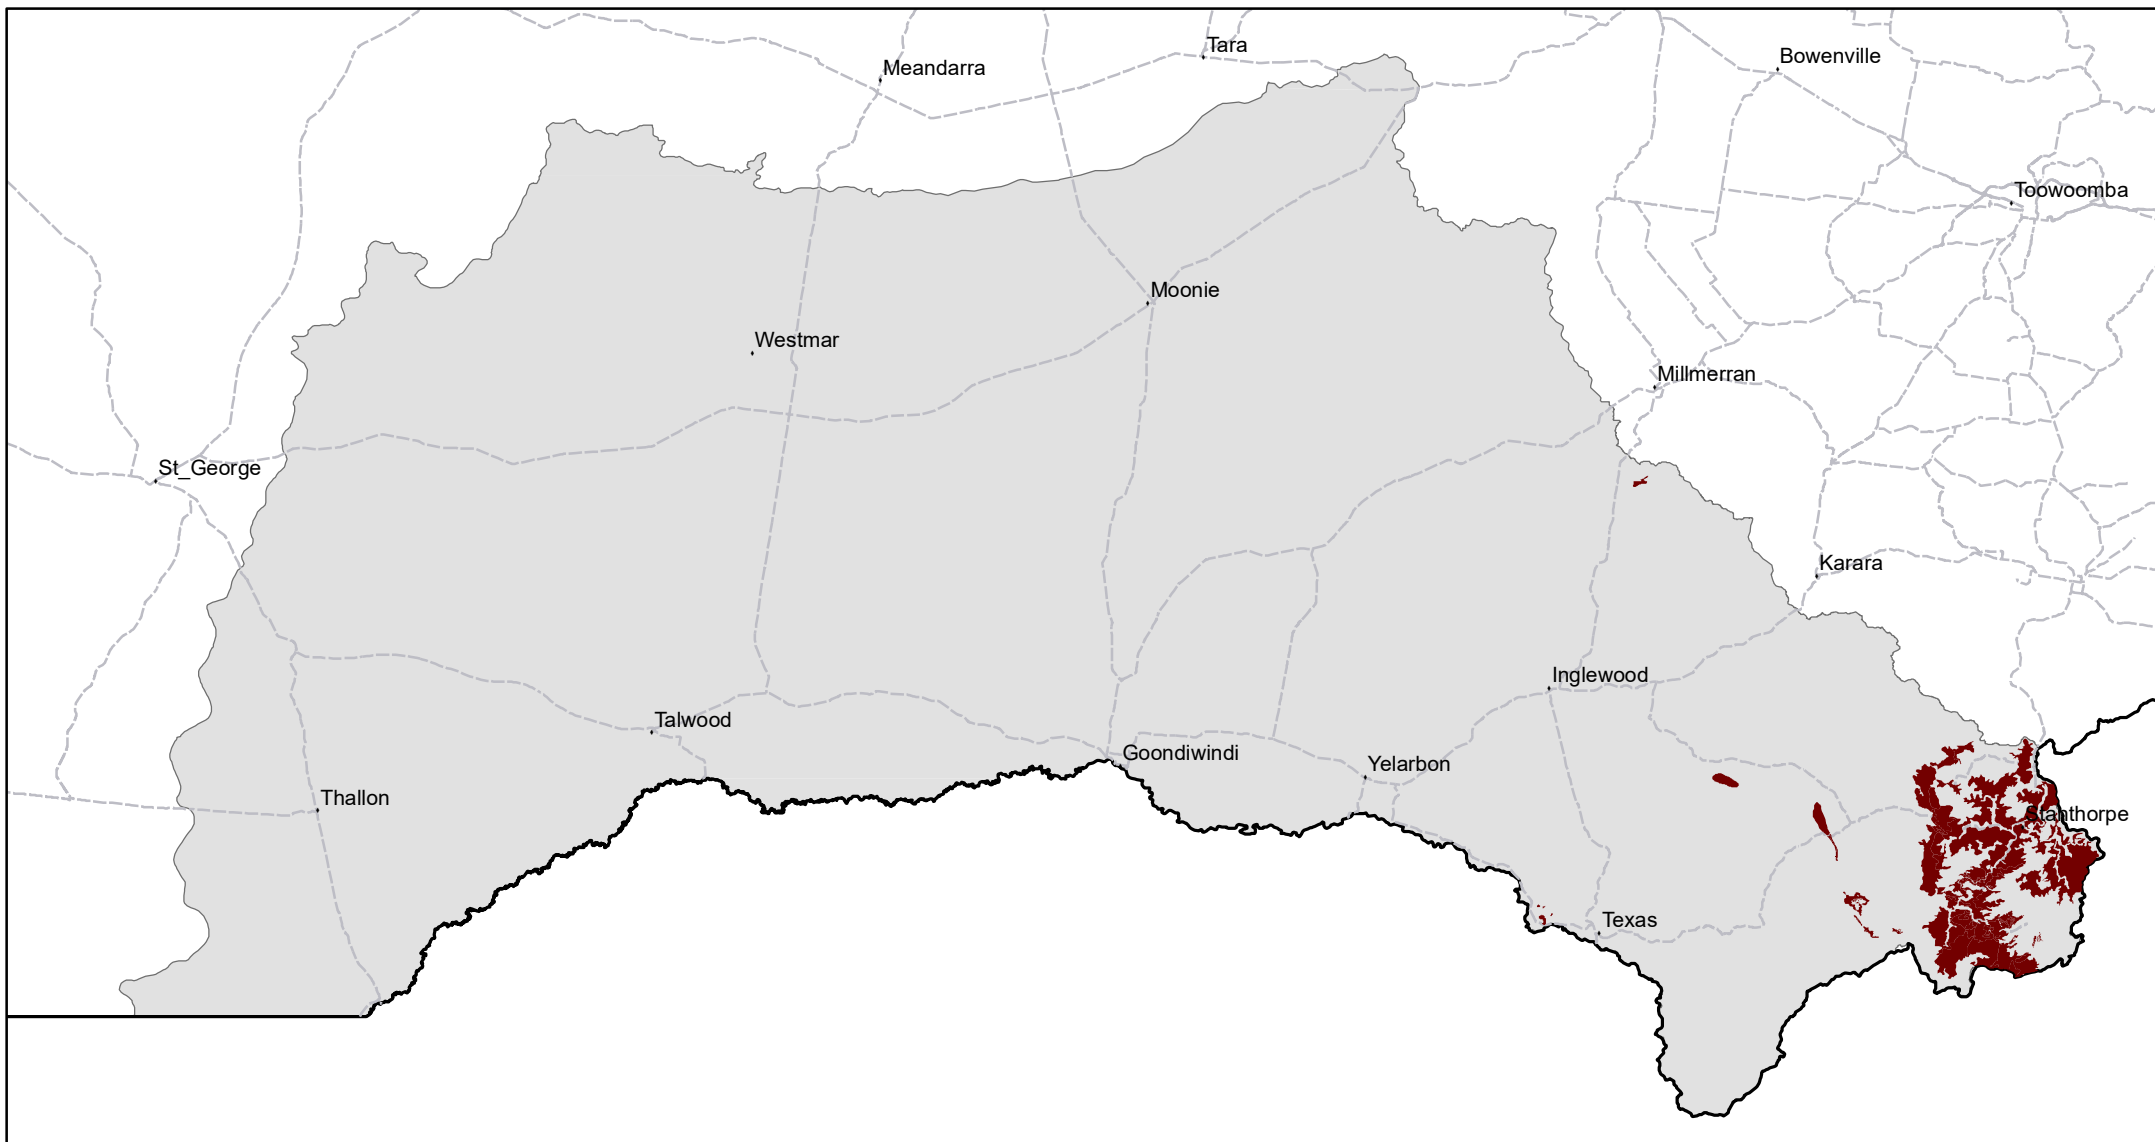 Tara
Bowenville
Meandarra
Toowoomba
Moonie
Westmar
Millmerran
St_George
Karara
Inglewood
Talwood
Goondiwindi
Yelarbon
Thallon
Stanthorpe
Texas